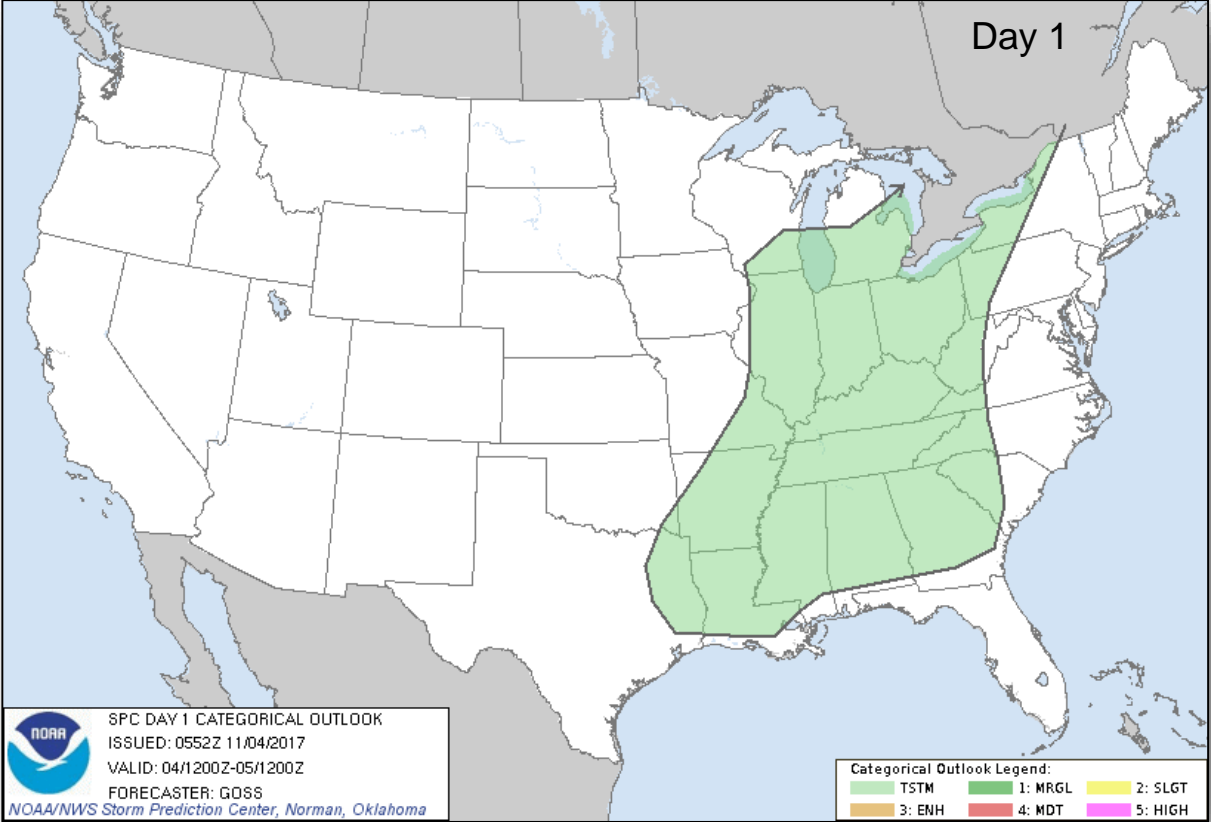 Day 1
NOAA
SPC DAY 1 CATEGORICAL OUTLOOK
ISSUED: 0552Z 11/04/2017
VALID: 04/1200Z-05/1200Z
FORECASTER: GOSS
NOAA/NWS Storm Prediction Center, Norman, Oklahoma
Categorical Outlook Legend:
TSTM 1: MRGL 2: SLGT
3: ENH 4: MDT 5: HIGH